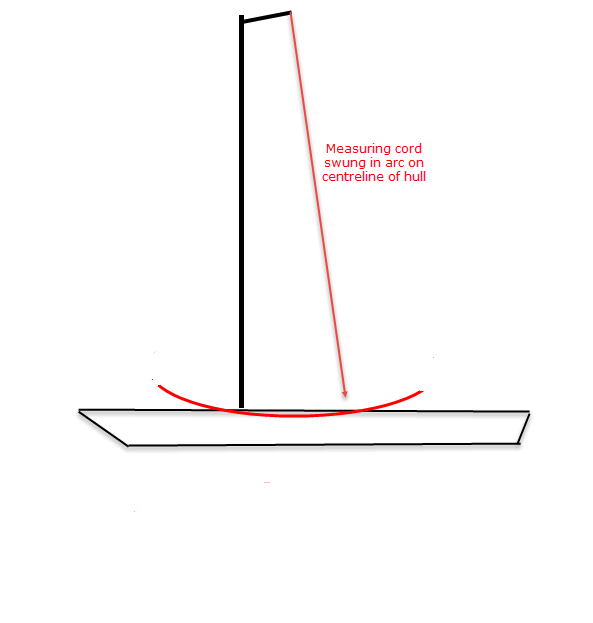 Measuring cord
swung in arc on
centreline of hull